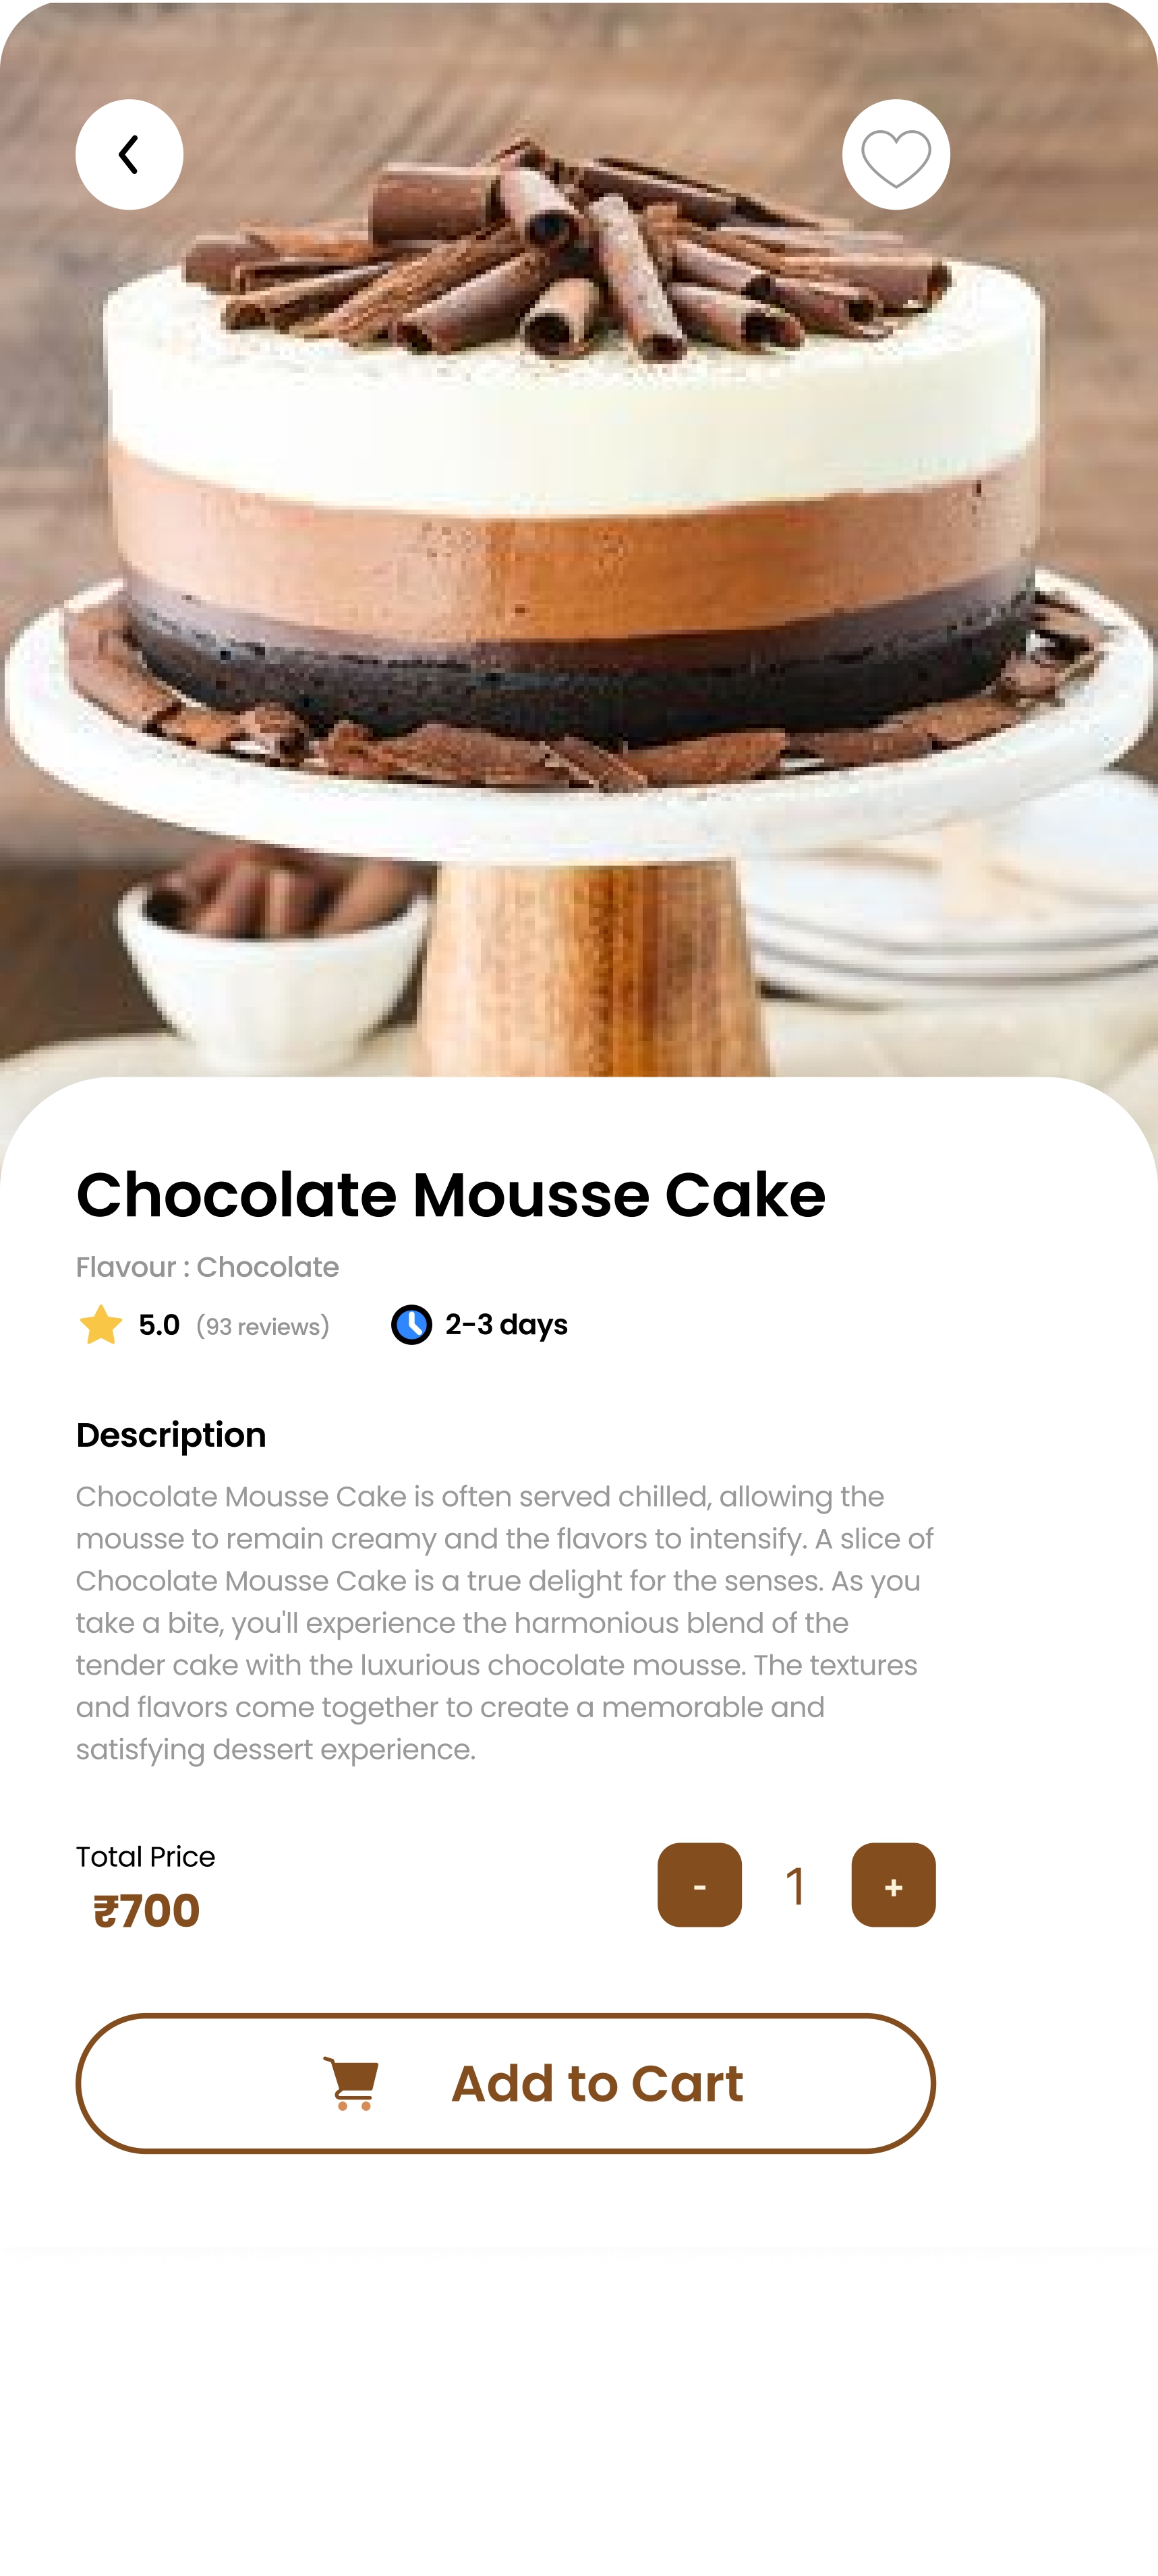 Chocolate Mousse Cake
Flavour : Chocolate
5.0 (93 reviews) 2-3 days
Description
Chocolate Mousse Cake is often served chilled, allowing the
mousse to remain creamy and the flavors to intensify. A slice of
Chocolate Mousse Cake is a true delight for the senses. As you
take a bite, you'll experience the harmonious blend of the
tender cake with the luxurious chocolate mousse. The textures
and flavors come together to create a memorable and
satisfying dessert experience.
Total Price
₹700
- 1 +
Add to Cart